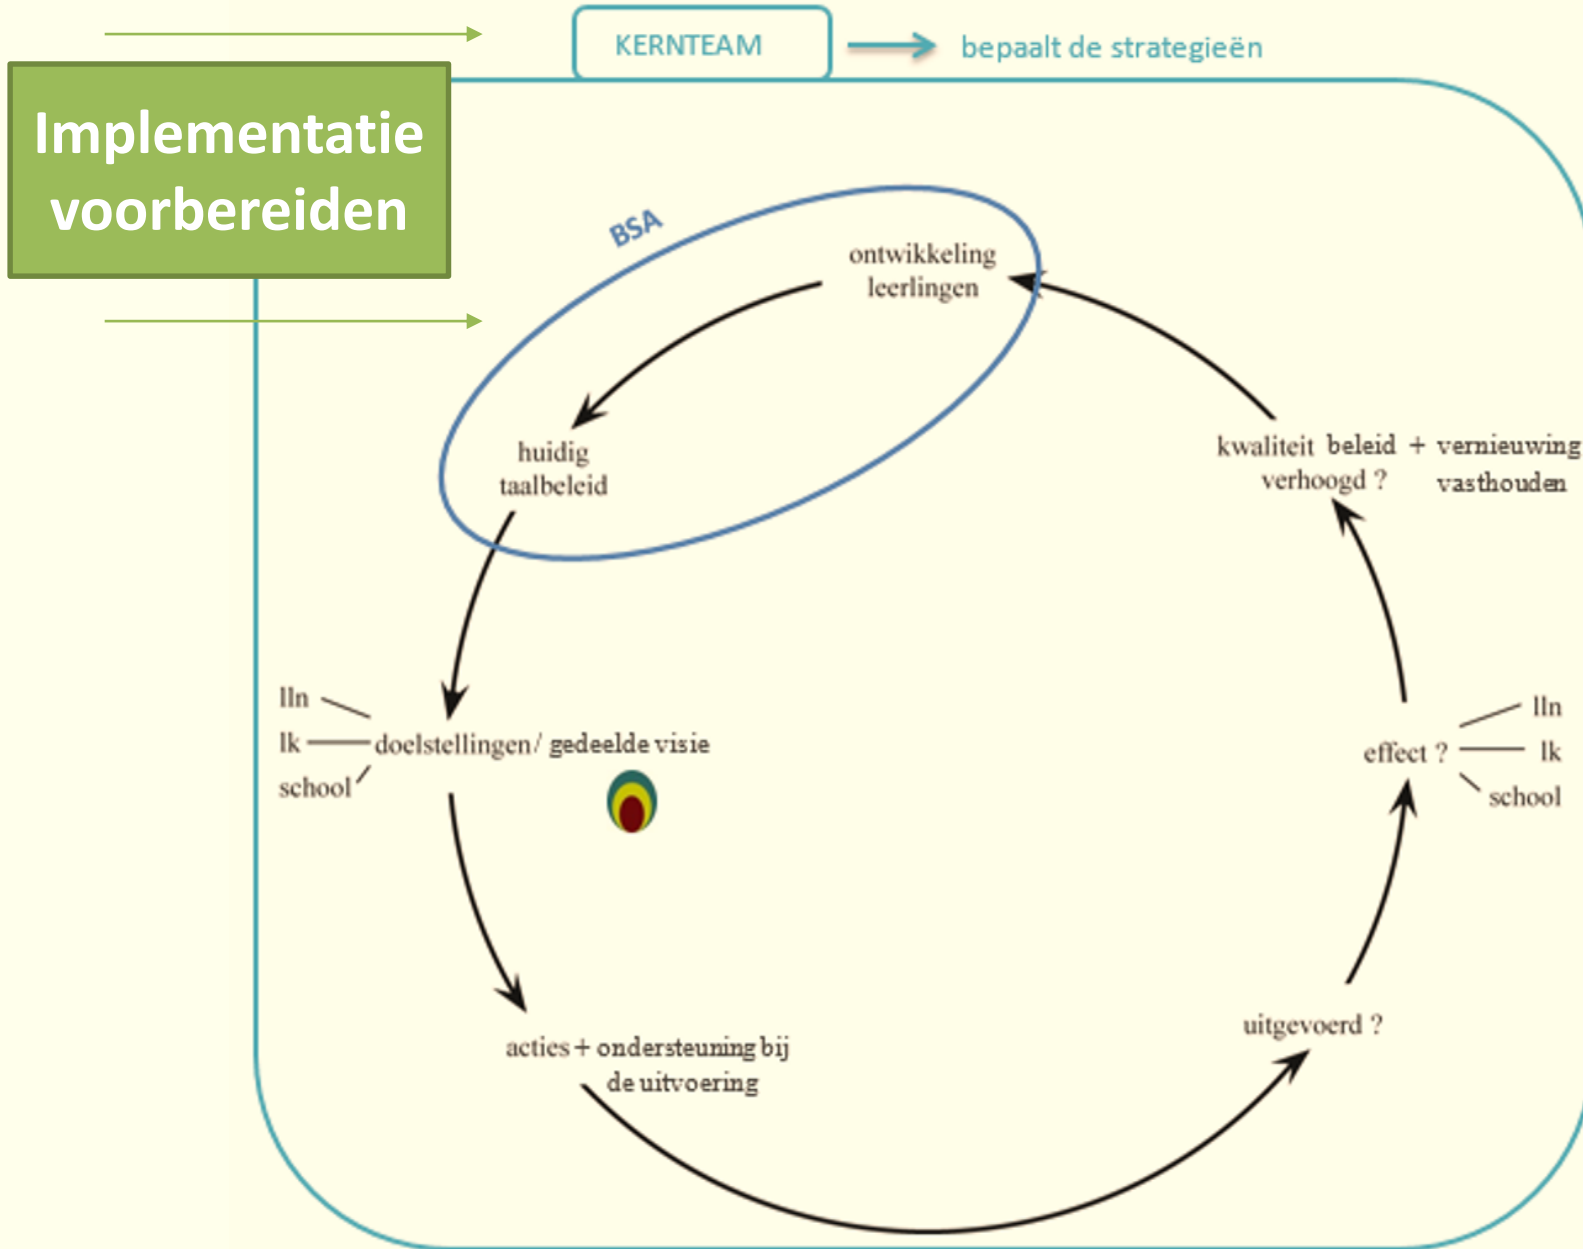 KERNTEAM
bepaalt de strategieën
Implementatie
voorbereiden
BSA
ontwikkeling
leerlingen
huidig
taalbeleid
kwaliteit beleid + vernieuwing
verhoogd ? vasthouden
lln
lk
school
doelstellingen / gedeelde visie
effect ?
lln
lk
school
acties + ondersteuning bij
de uitvoering
uitgevoerd ?